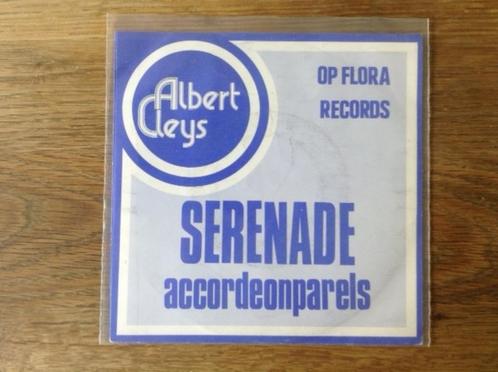 Albert
Cleys
OP FLORA
RECORDS
SERENADE
accordeonparels